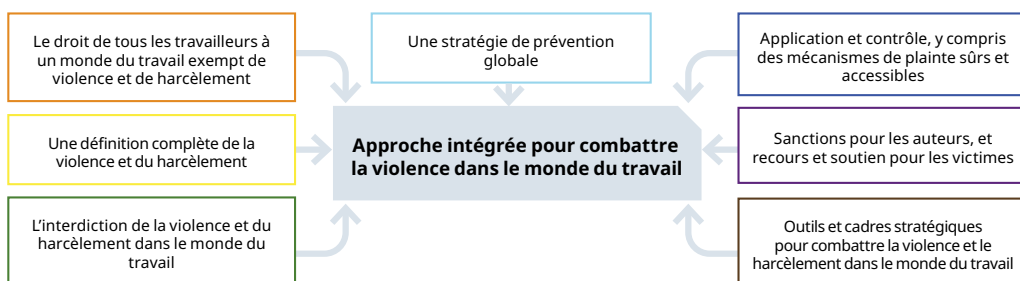 Le droit de tous les travailleurs à
un monde du travail exempt de
violence et de harcèlement
Une définition complète de la
violence et du harcèlement
L'interdiction de la violence et du
harcèlement dans le monde du
travail
Une stratégie de prévention
globale
Approche intégrée pour combattre
la violence dans le monde du travail
Application et contrôle, y compris
des mécanismes de plainte sûrs et
accessibles
Sanctions pour les auteurs, et
recours et soutien pour les victimes
Outils et cadres stratégiques
pour combattre la violence et le
harcèlement dans le monde du travail